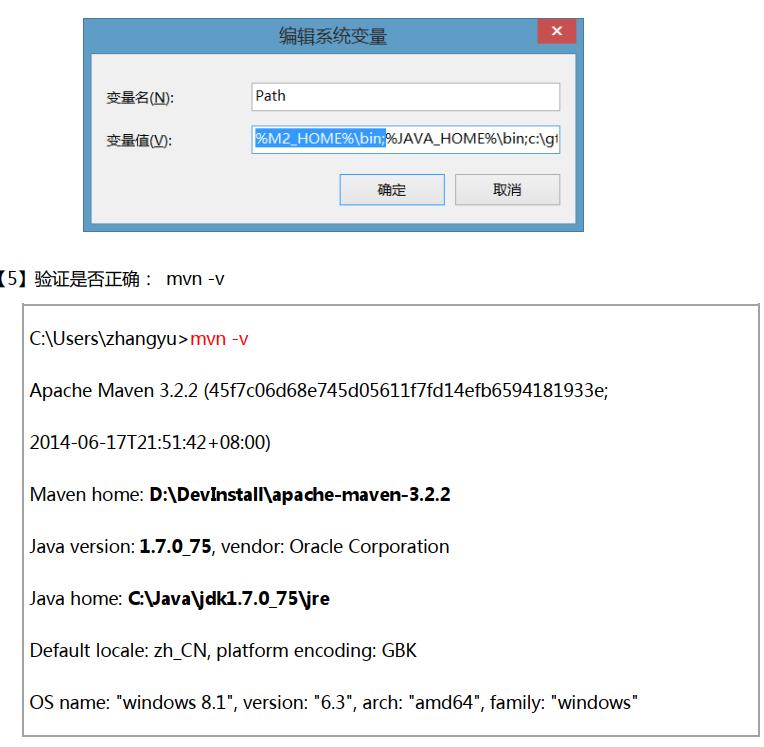 编辑系统变量
变量名(N):
Path
变量值(V):
%M2_HOME%\bin;%JAVA_HOME%\bin;c:\gt
确定
取消
【5】验证是否正确： mvn -v
C:\Users\zhangyu>mvn -v
Apache Maven 3.2.2 (45f7c06d68e745d05611f7fd14efb6594181933e;
2014-06-17T21:51:42+08:00)
Maven home: D:\DevInstall\apache-maven-3.2.2
Java version: 1.7.0_75, vendor: Oracle Corporation
Java home: C:\Java\jdk1.7.0_75\jre
Default locale: zh_CN, platform encoding: GBK
OS name: "windows 8.1", version: "6.3", arch: "amd64", family: "windows"